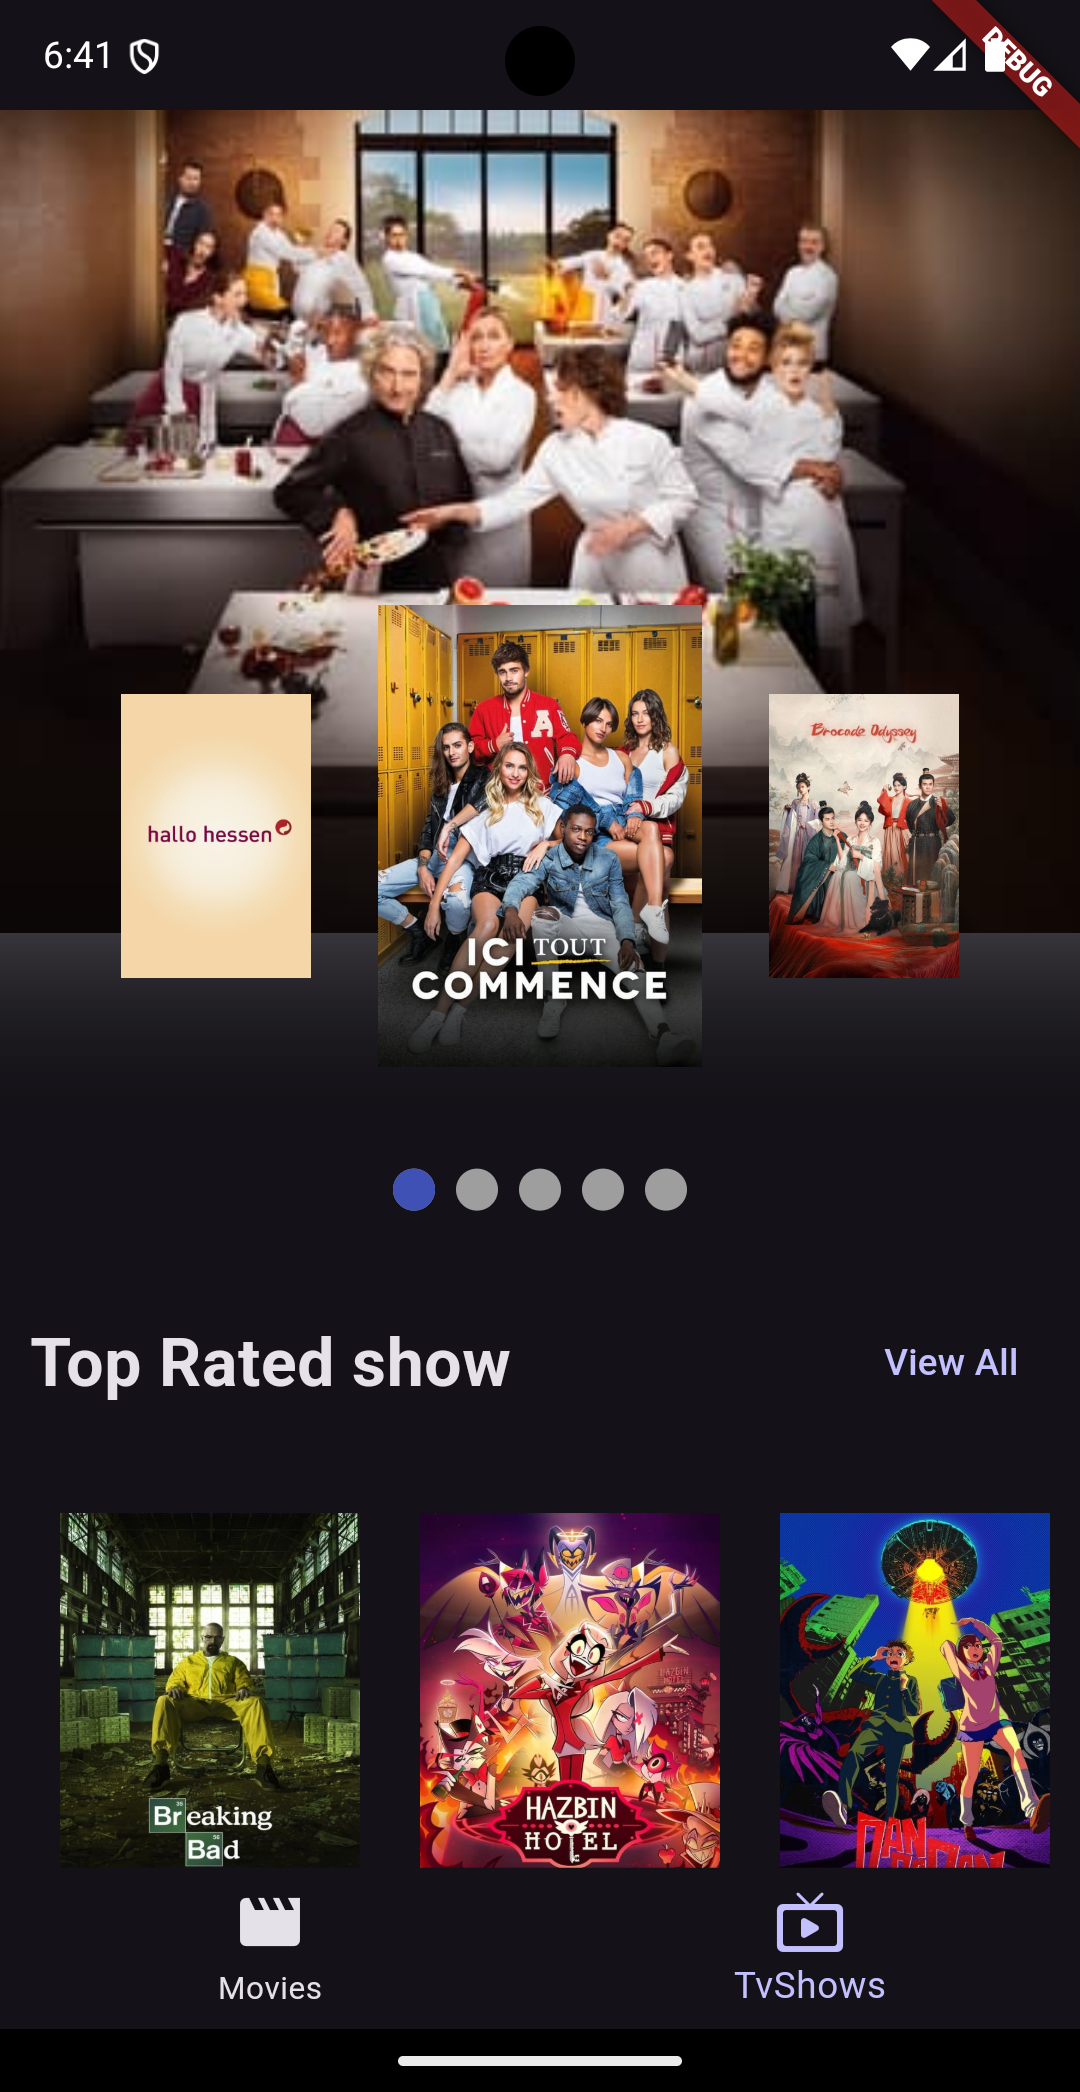 6:41
DEBUG
Brocade Odyssey
hallo hessen
A
ICI TOUT
COMMENCE
Top Rated show
View All
Breaking
Bad
HAZBIN
HOTEL
DAN
DADAN
Movies
TvShows